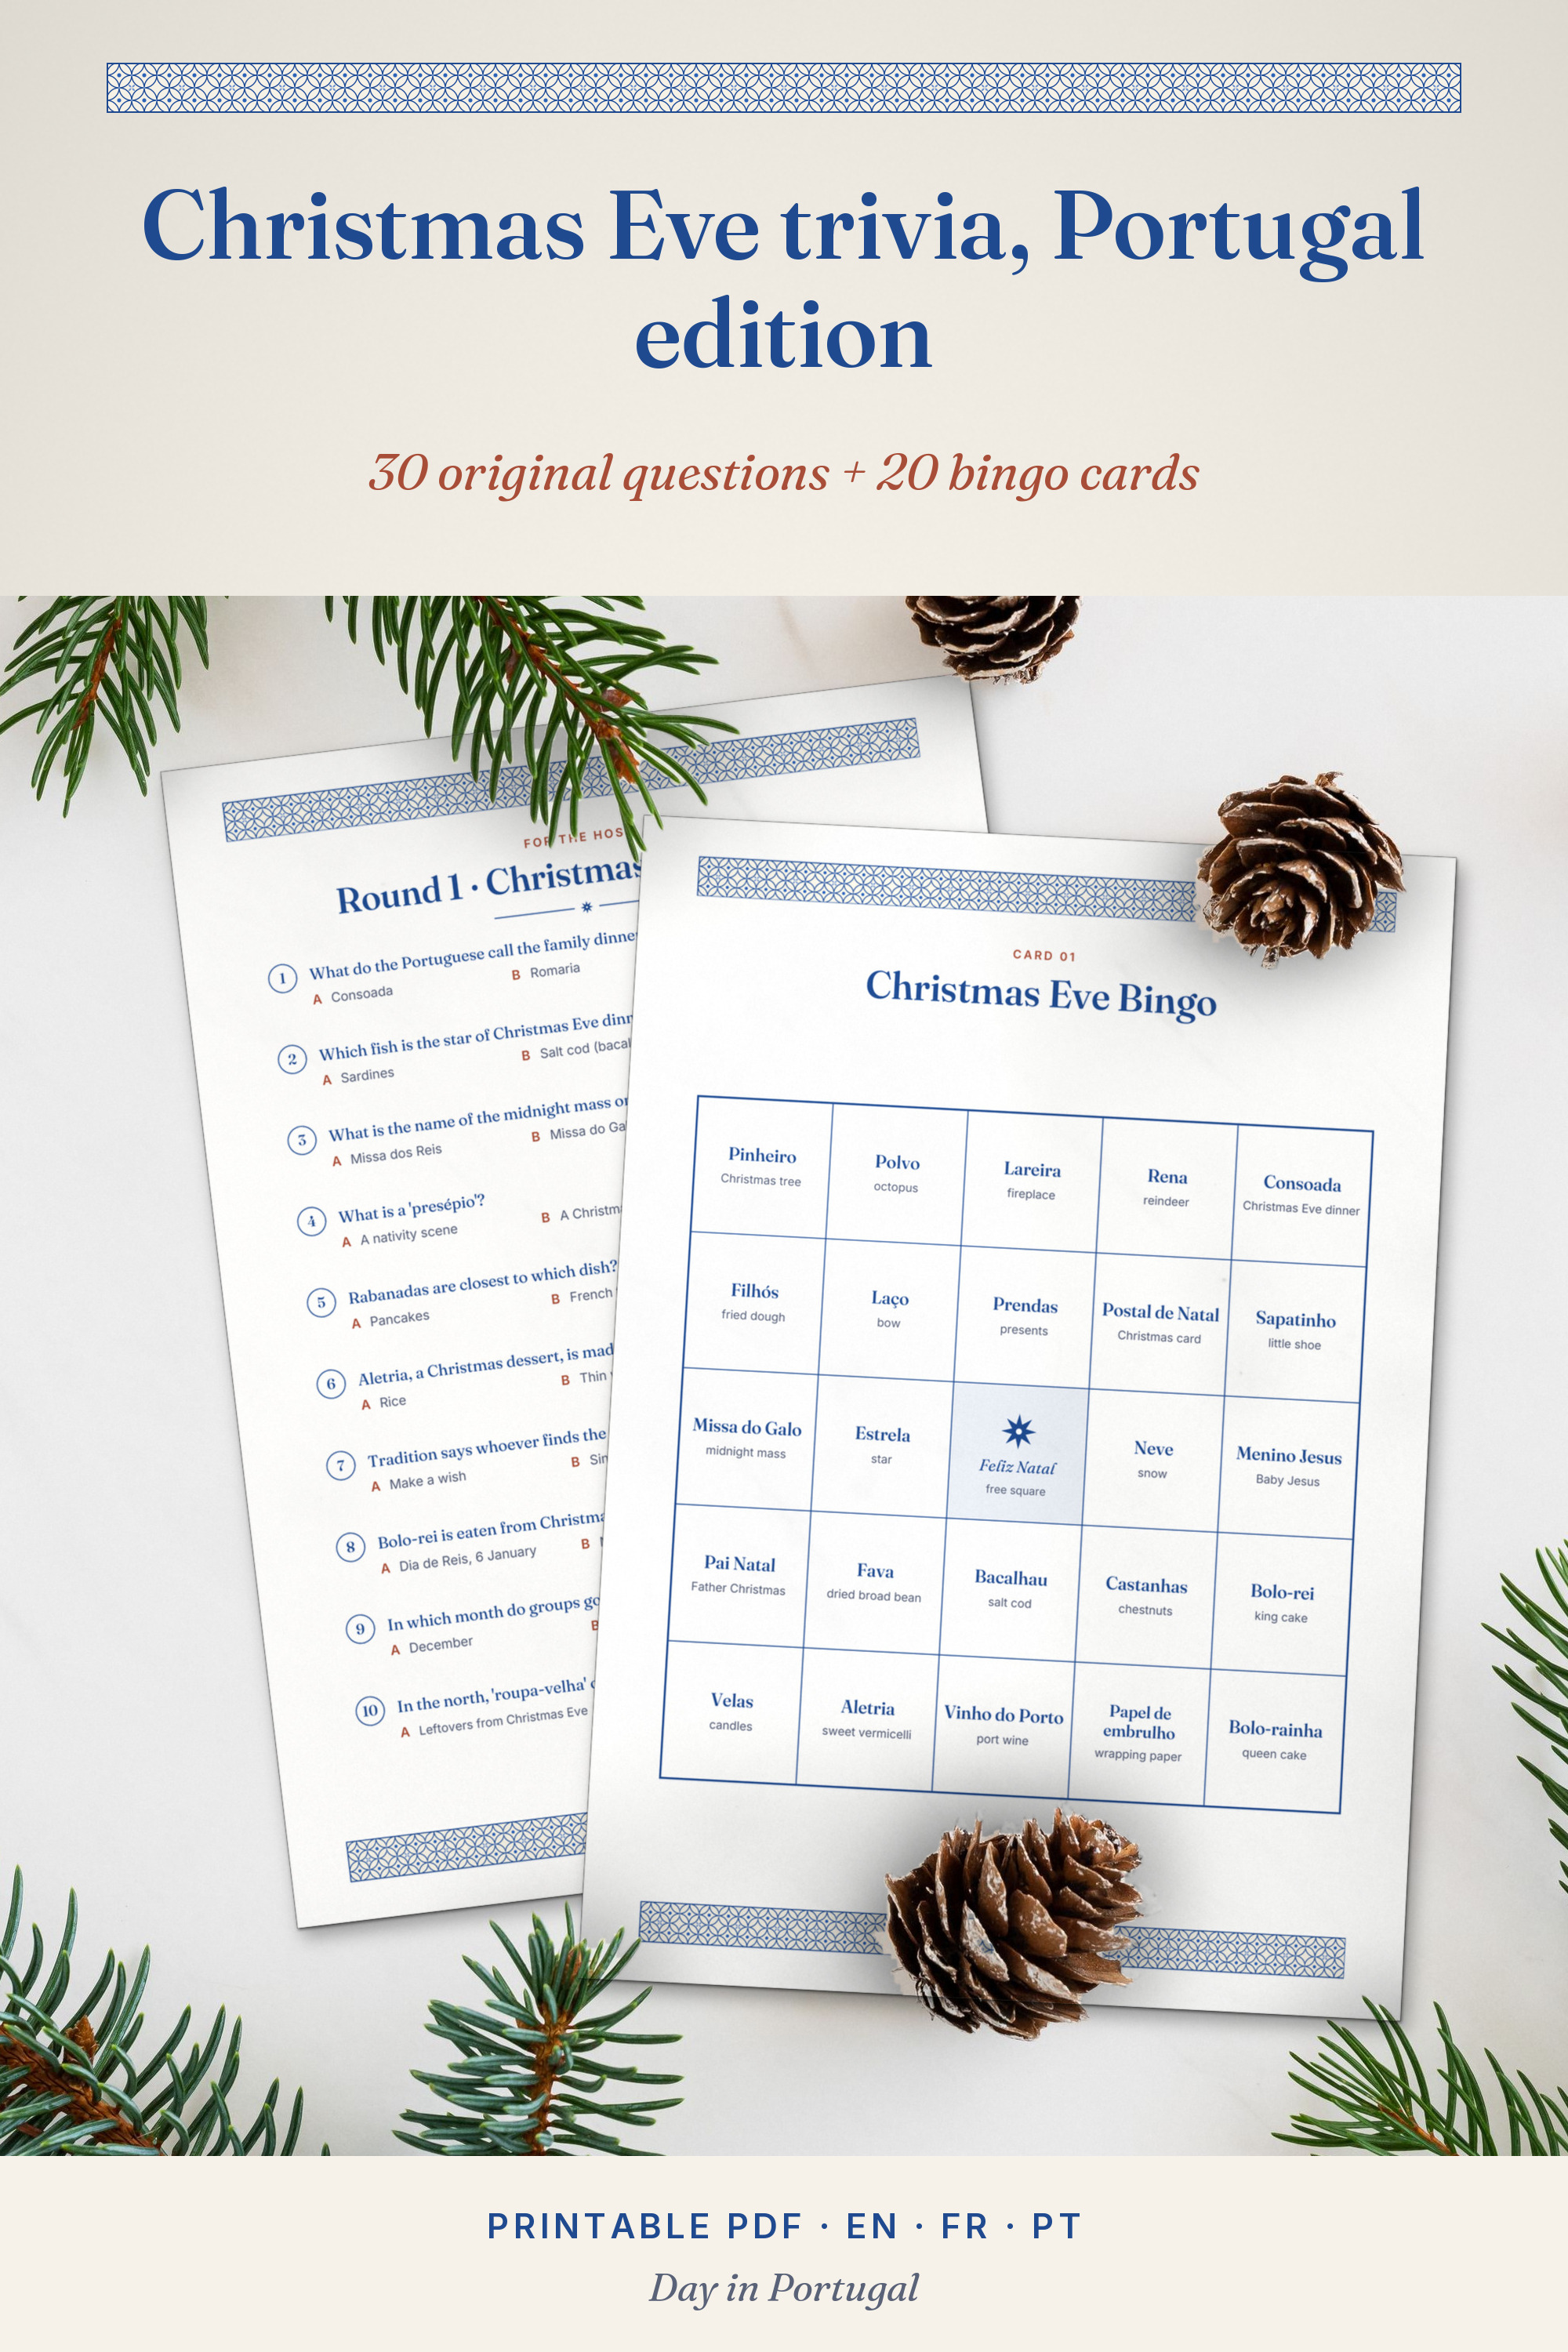 Christmas Eve trivia, Portugal
edition
30 original questions + 20 bingo cards
FOR THE
Round 1 · Christmas
1 What do the Portuguese call the family
A Consoada B Romaria
2 Which fish is the star of Christmas Eve
A Sardines B Salt cod
3 What is the name of the midnight mass
A Missa dos Reis B Missa do
4 What is a 'presépio'?
A A nativity scene B A
5 Rabanadas are closest to which dish?
A Pancakes B French
6 Aletria, a Christmas dessert, is
A Rice B Thin
7 Tradition says whoever finds the
A Make a wish B
8 Bolo-rei is eaten from
A Dia de Reis, 6 January B
9 In which month do groups
A December
10 In the north, 'roupa-velha'
A Leftovers from Christmas Eve
CARD 01
Christmas Eve Bingo
Pinheiro Polvo Lareira Rena Consoada
Christmas tree octopus fireplace reindeer Christmas Eve dinner
Filhós Laço Prendas Postal de Natal Sapatinho
fried dough bow presents Christmas card little shoe
Missa do Galo Estrela Feliz Natal Neve Menino Jesus
midnight mass star free square snow Baby Jesus
Pai Natal Fava Bacalhau Castanhas Bolo-rei
Father Christmas dried broad bean salt cod chestnuts king cake
Velas Aletria Vinho do Porto Papel de embrulho Bolo-rainha
candles sweet vermicelli port wine wrapping paper queen cake
PRINTABLE PDF · EN · FR · PT
Day in Portugal